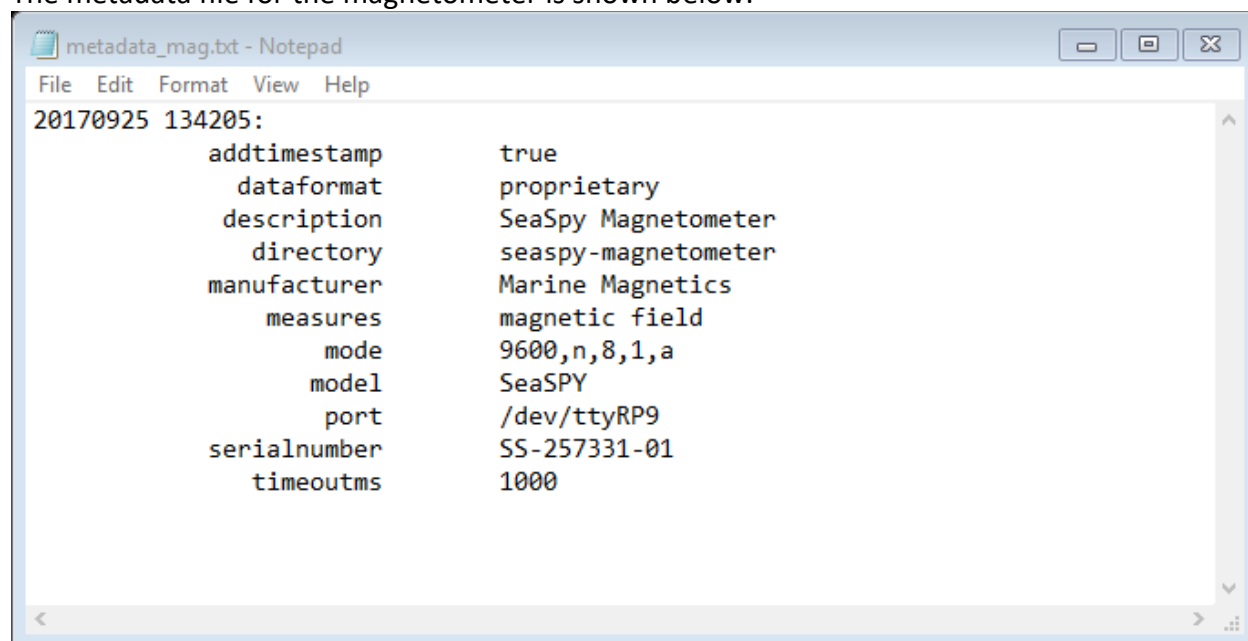 The metadata file for the magnetometer is shown below:
metadata_mag.txt - Notepad
File Edit Format View Help
20170925 134205:
addtimestamp true
dataformat proprietary
description SeaSpy Magnetometer
directory seaspy-magnetometer
manufacturer Marine Magnetics
measures magnetic field
mode 9600,n,8,1,a
model SeaSPY
port /dev/ttyRP9
serialnumber SS-257331-01
timeoutms 1000